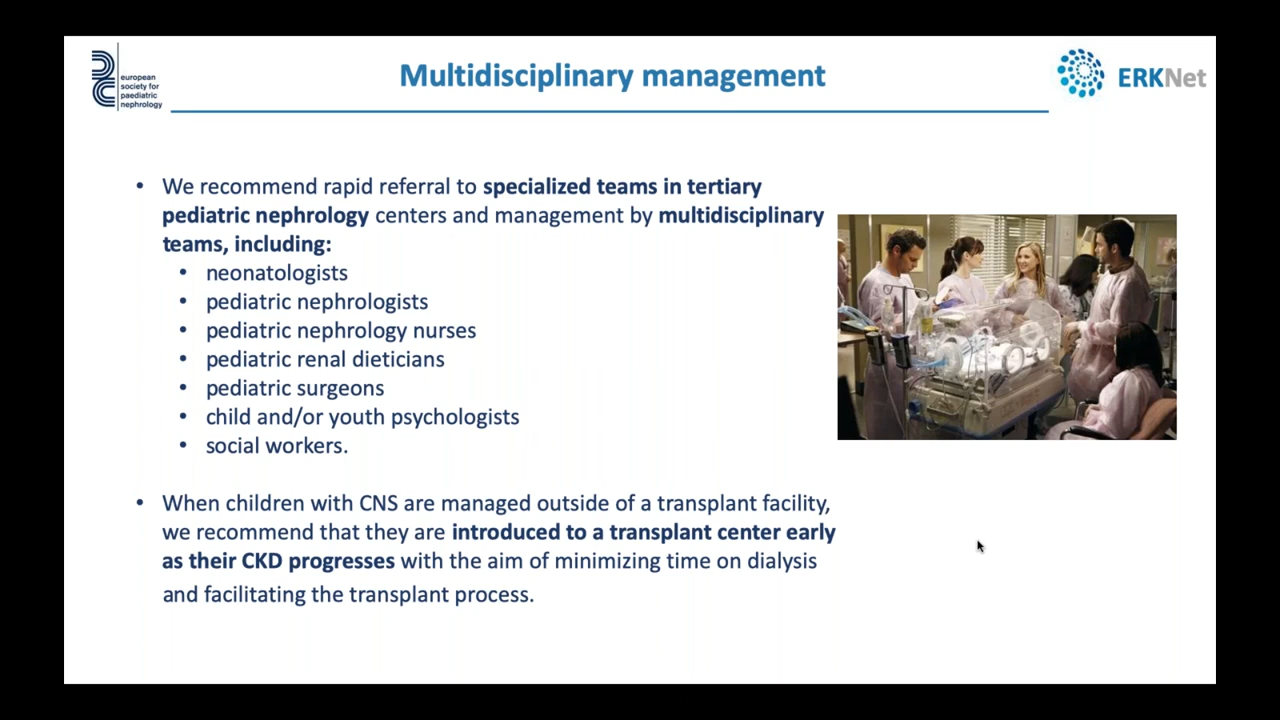 european
society for
paediatric
nephrology
Multidisciplinary management
ERKNet
• We recommend rapid referral to specialized teams in tertiary
pediatric nephrology centers and management by multidisciplinary
teams, including:
• neonatologists
• pediatric nephrologists
• pediatric nephrology nurses
• pediatric renal dieticians
• pediatric surgeons
• child and/or youth psychologists
• social workers.
• When children with CNS are managed outside of a transplant facility,
we recommend that they are introduced to a transplant center early
as their CKD progresses with the aim of minimizing time on dialysis
and facilitating the transplant process.